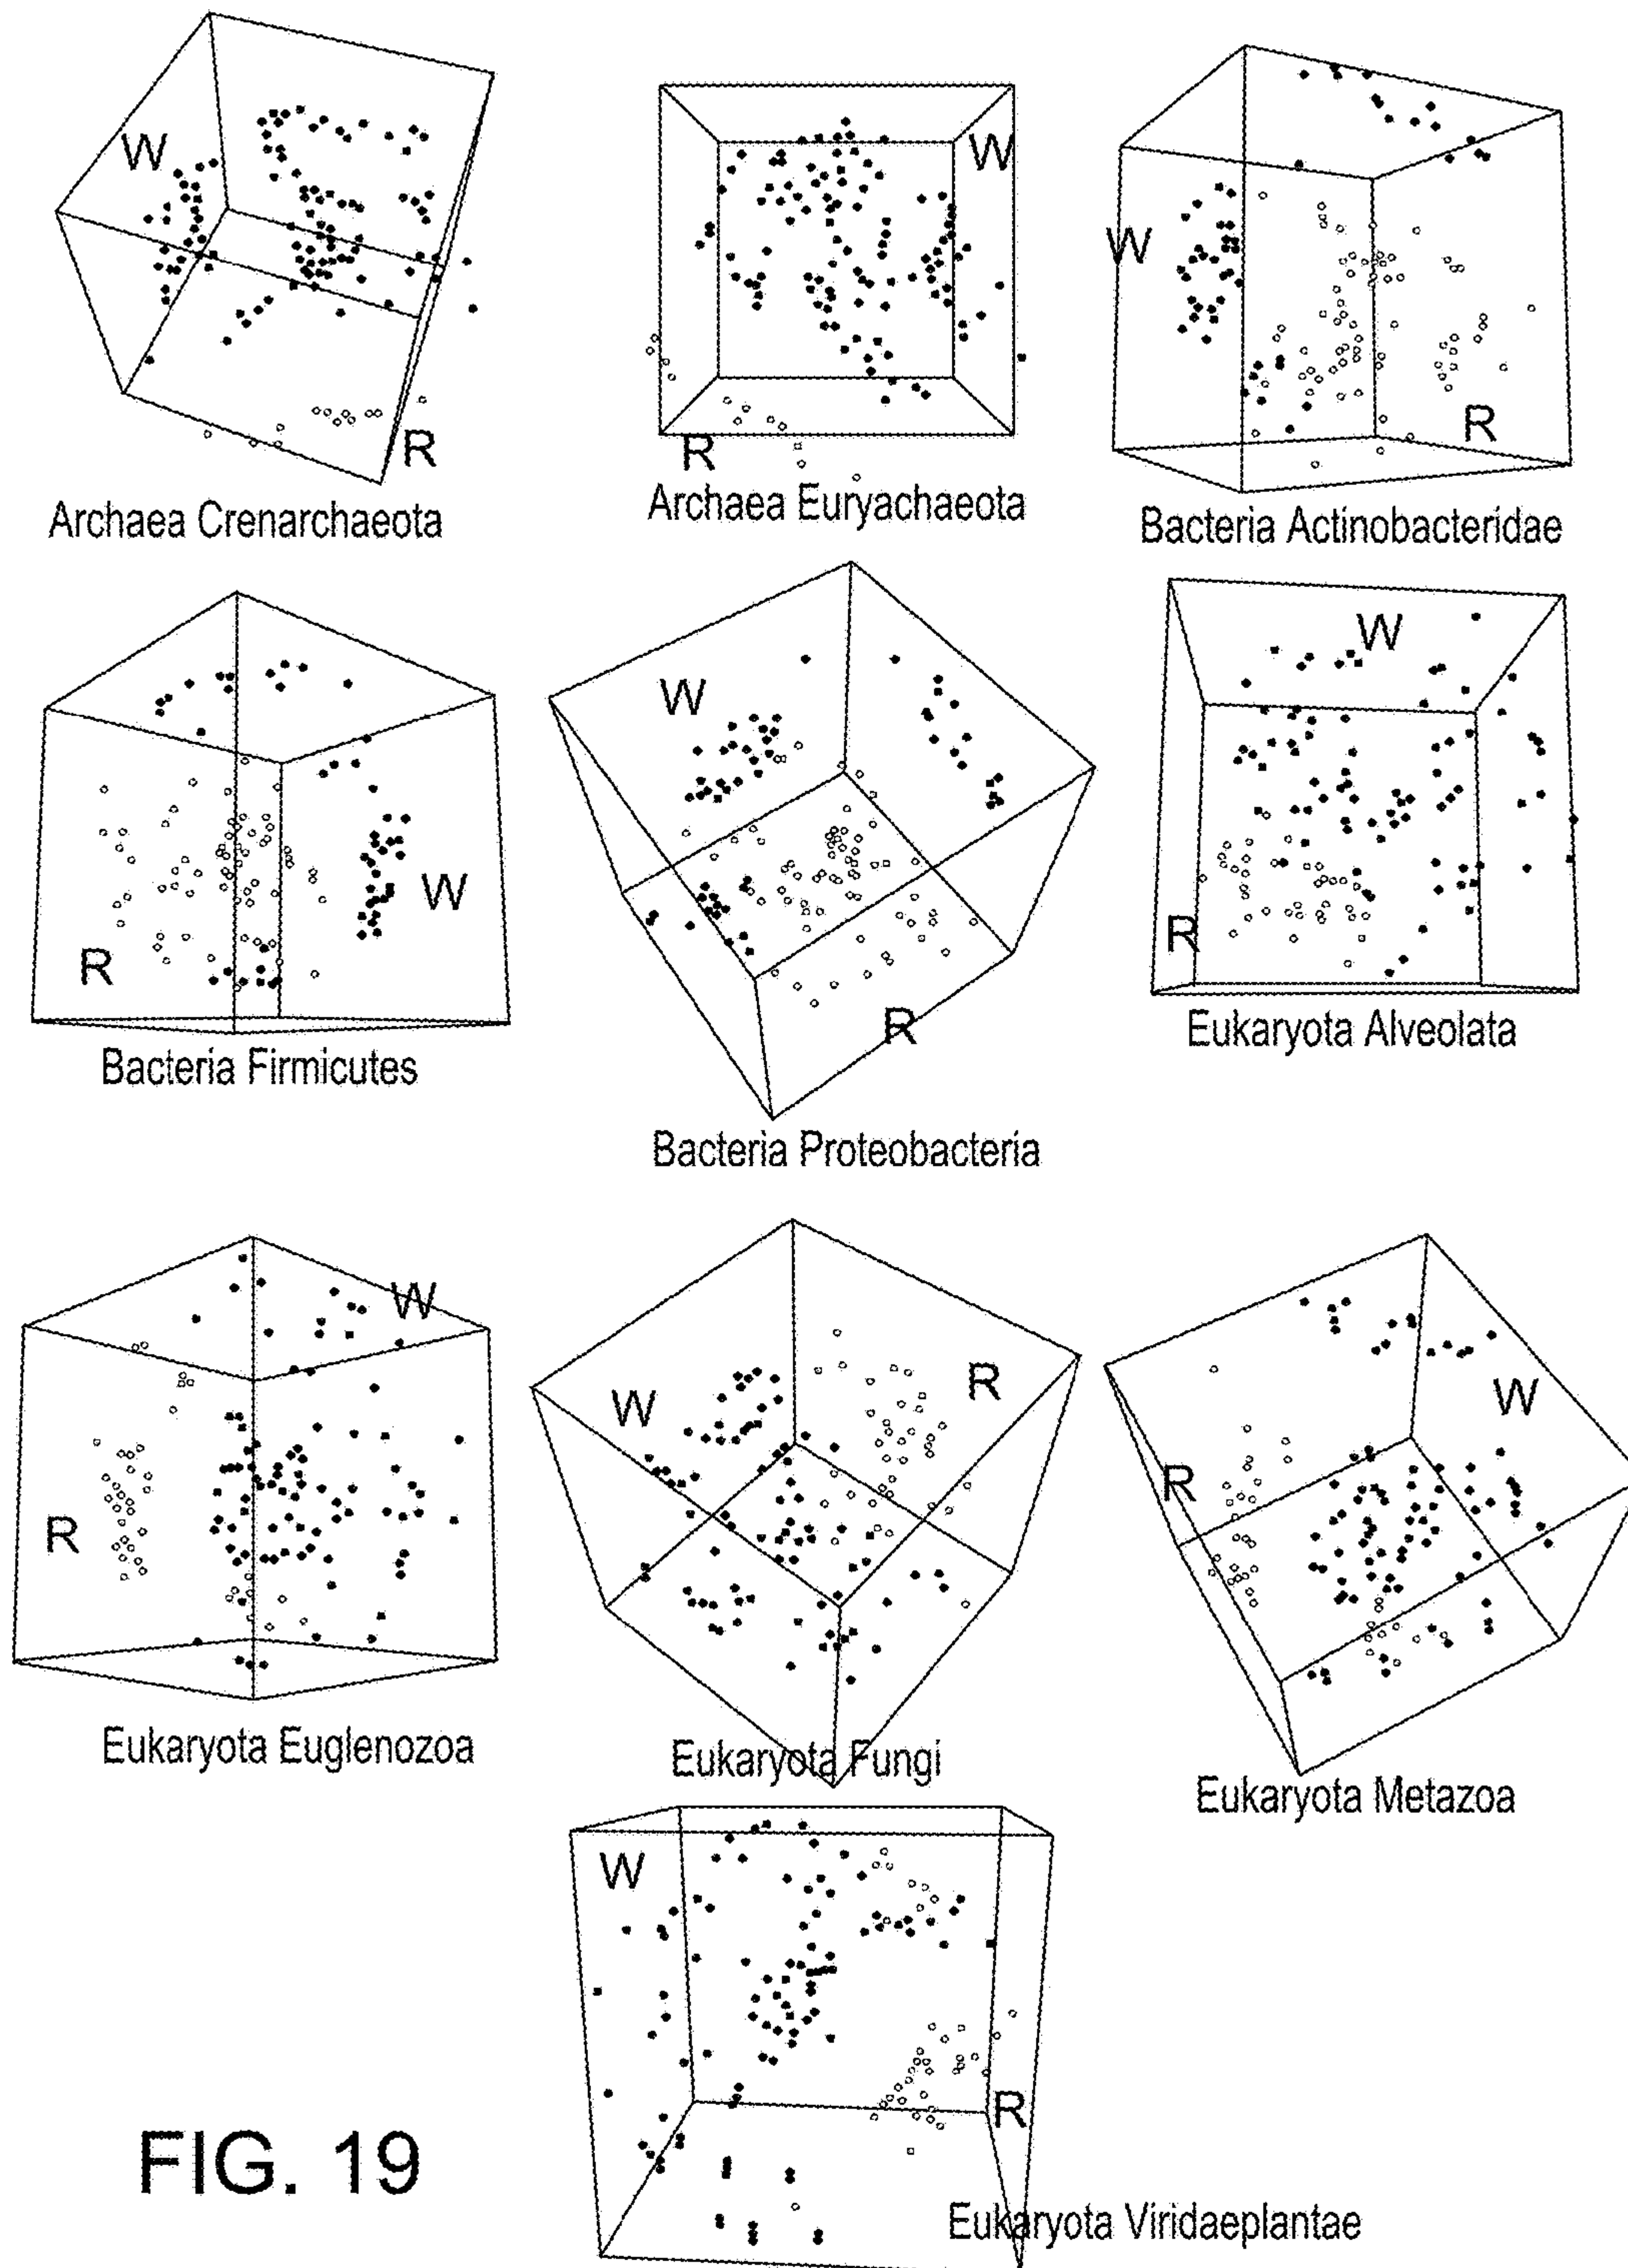 W
R
Archaea Crenarchaeota
W
R
Archaea Euryachaeota
W
R
Bacteria Actinobacteridae
W
R
Bacteria Firmicutes
W
R
Bacteria Proteobacteria
W
R
Eukaryota Alveolata
W
R
Eukaryota Euglenozoa
W
R
Eukaryota Fungi
W
R
Eukaryota Metazoa
W
R
Eukaryota Viridaeplantae
FIG. 19